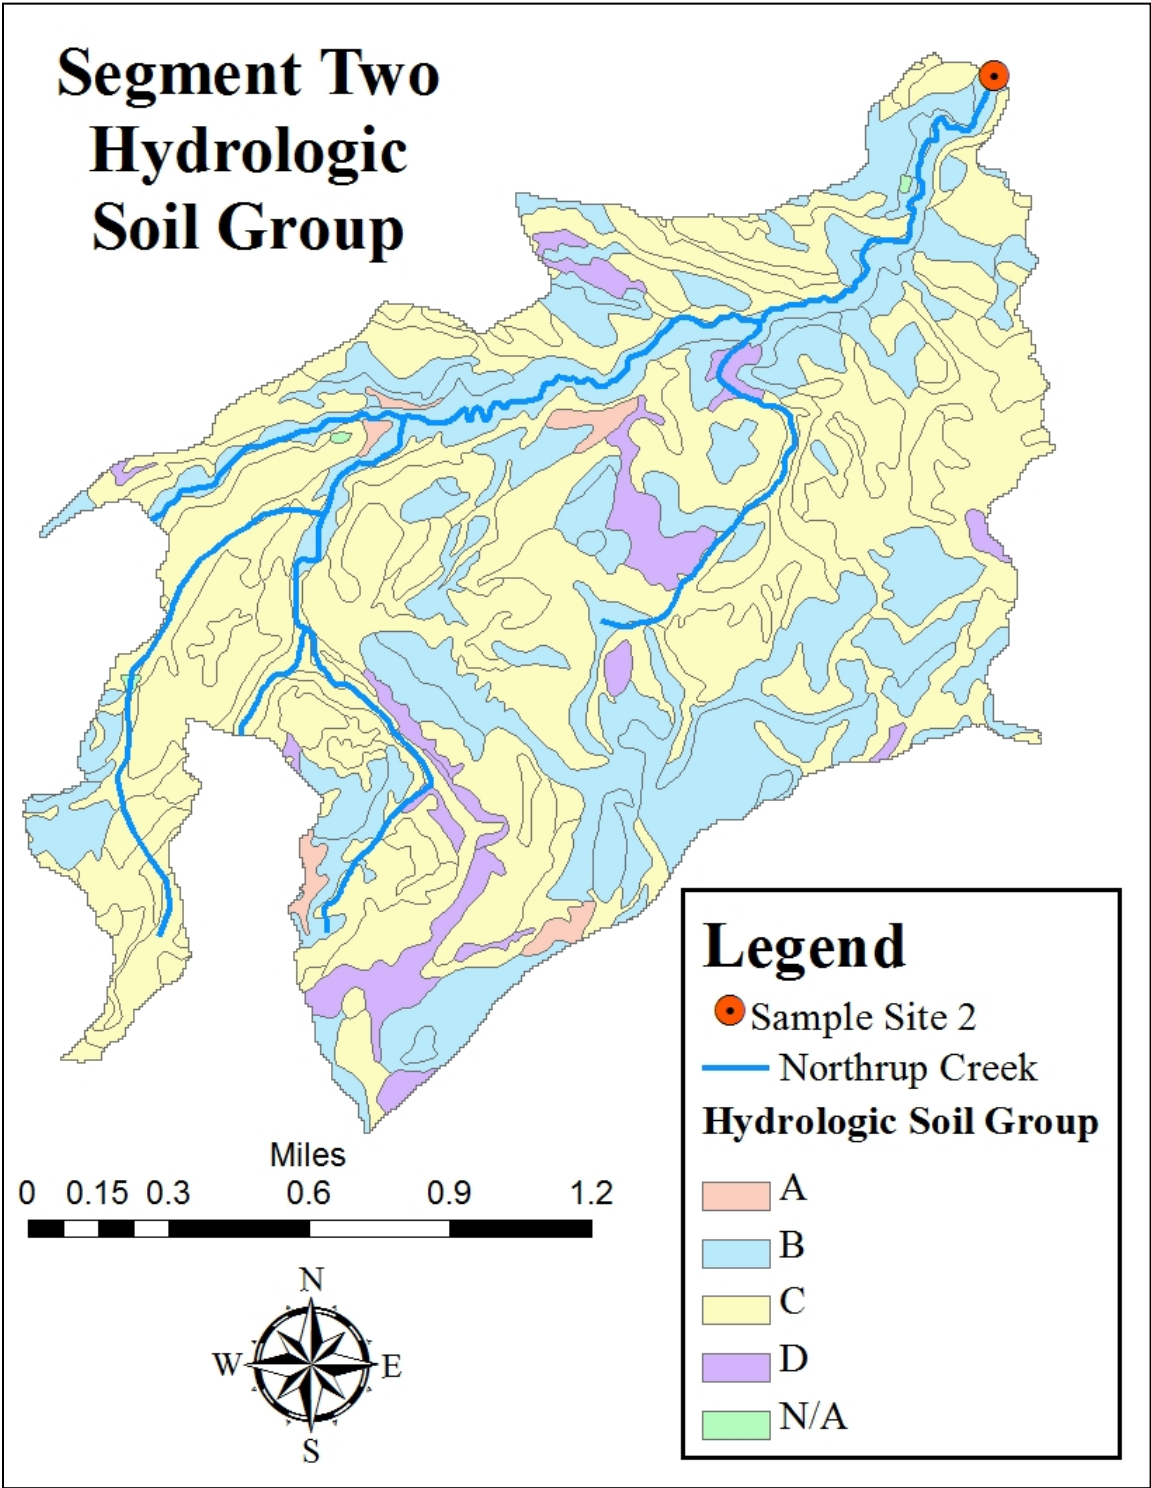 Segment Two
Hydrologic
Soil Group
Legend
Sample Site 2
Northrup Creek
Hydrologic Soil Group
A
B
C
D
N/A
Miles
0 0.15 0.3 0.6 0.9 1.2
N
W E
S